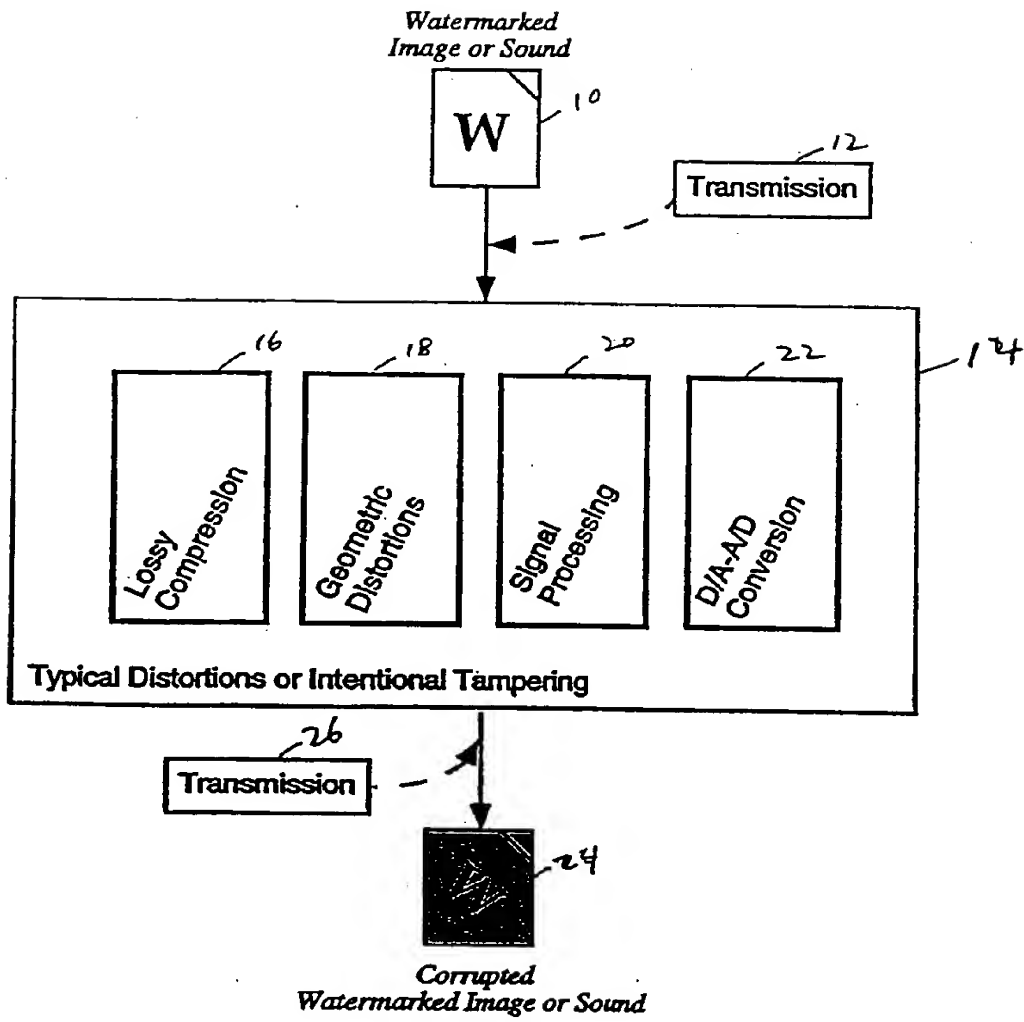 Watermarked
Image or Sound
W
10
12
Transmission
16
18
20
22
14
Lossy
Compression
Geometric
Distortions
Signal
Processing
D/A-A/D
Conversion
Typical Distortions or Intentional Tampering
26
Transmission
24
Corrupted
Watermarked Image or Sound